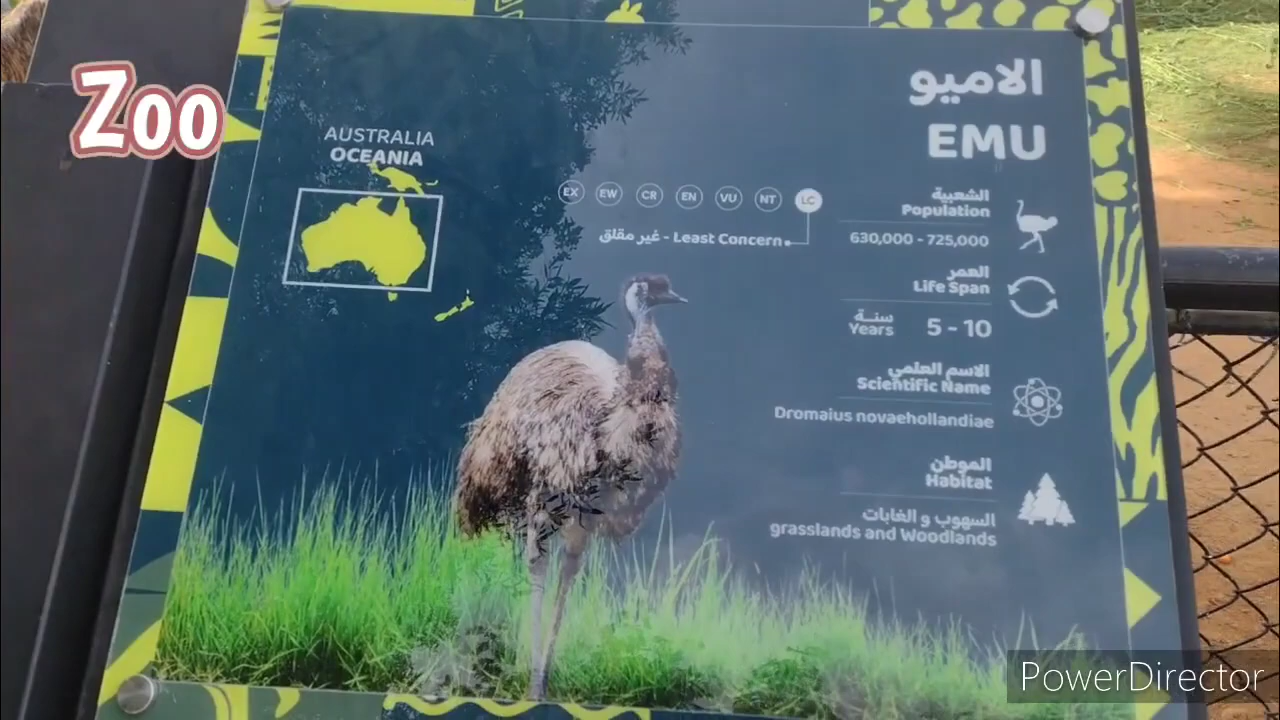 Zoo
الاميو
EMU
AUSTRALIA
OCEANIA
EX EW CR EN VU NT LC
غير مقلق - Least Concern
الشعبية
Population
630,000 - 725,000
العمر
Life Span
سنة
Years
5 - 10
الاسم العلمي
Scientific Name
Dromaius novaehollandiae
الموطن
Habitat
السهوب و الغابات
grasslands and Woodlands
PowerDirector